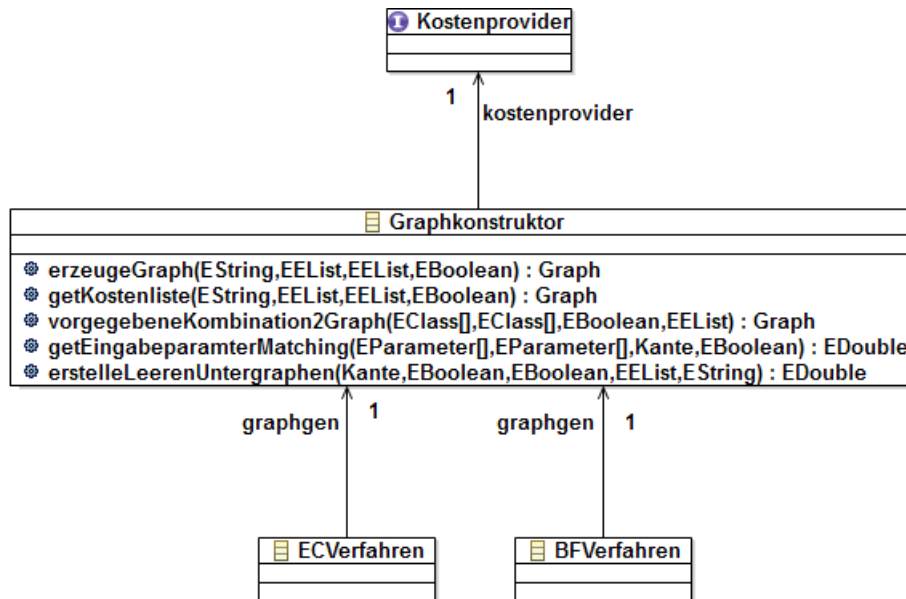 I Kostenprovider
1
kostenprovider
Graphkonstruktor
erzeugeGraph(EString,EEList,EEList,EBoolean) : Graph
getKostenliste(EString,EEList,EEList,EBoolean) : Graph
vorgegebeneKombination2Graph(EClass[],EClass[],EBoolean,EEList) : Graph
getEingabeparamterMatching(EParameter[],EParameter[],Kante,EBoolean) : EDouble
erstelleLeerenUntergraphen(Kante,EBoolean,EBoolean,EEList,EString) : EDouble
graphgen 1 graphgen 1
ECVerfahren BFVerfahren